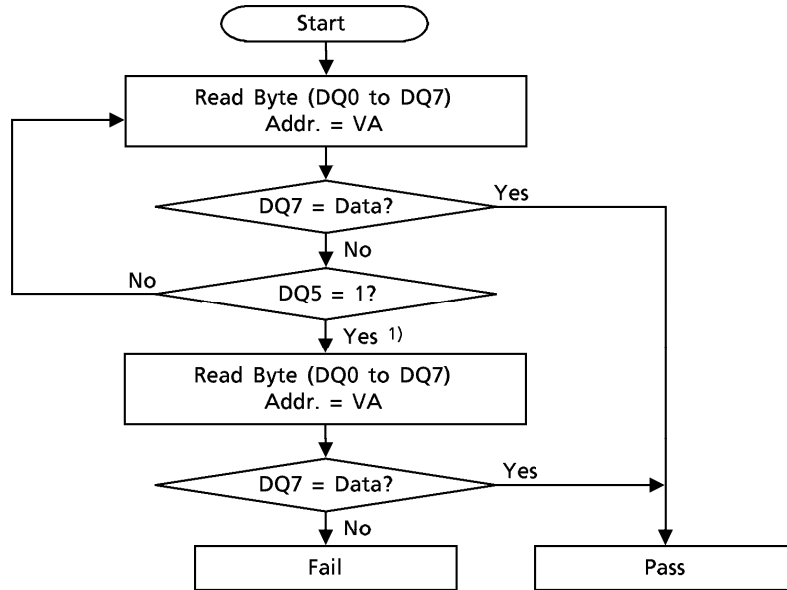 Start
Read Byte (DQ0 to DQ7)
Addr. = VA
DQ7 = Data?
Yes
No
No
DQ5 = 1?
Yes 1)
Read Byte (DQ0 to DQ7)
Addr. = VA
DQ7 = Data?
Yes
No
Fail
Pass